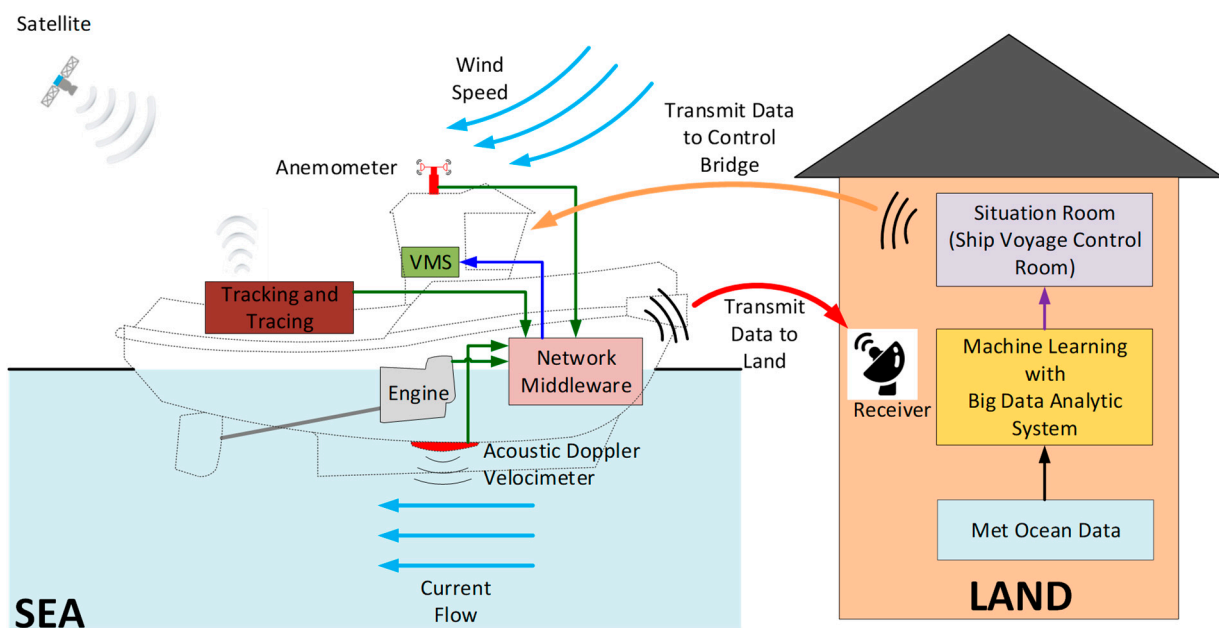 Satellite
Wind
Speed
Anemometer
Transmit Data
to Control
Bridge
VMS
Tracking and
Tracing
Engine
Network
Middleware
Transmit
Data to
Land
Acoustic Doppler
Velocimeter
Current
Flow
SEA
Situation Room
(Ship Voyage Control
Room)
Machine Learning
with
Big Data Analytic
System
Receiver
Met Ocean Data
LAND